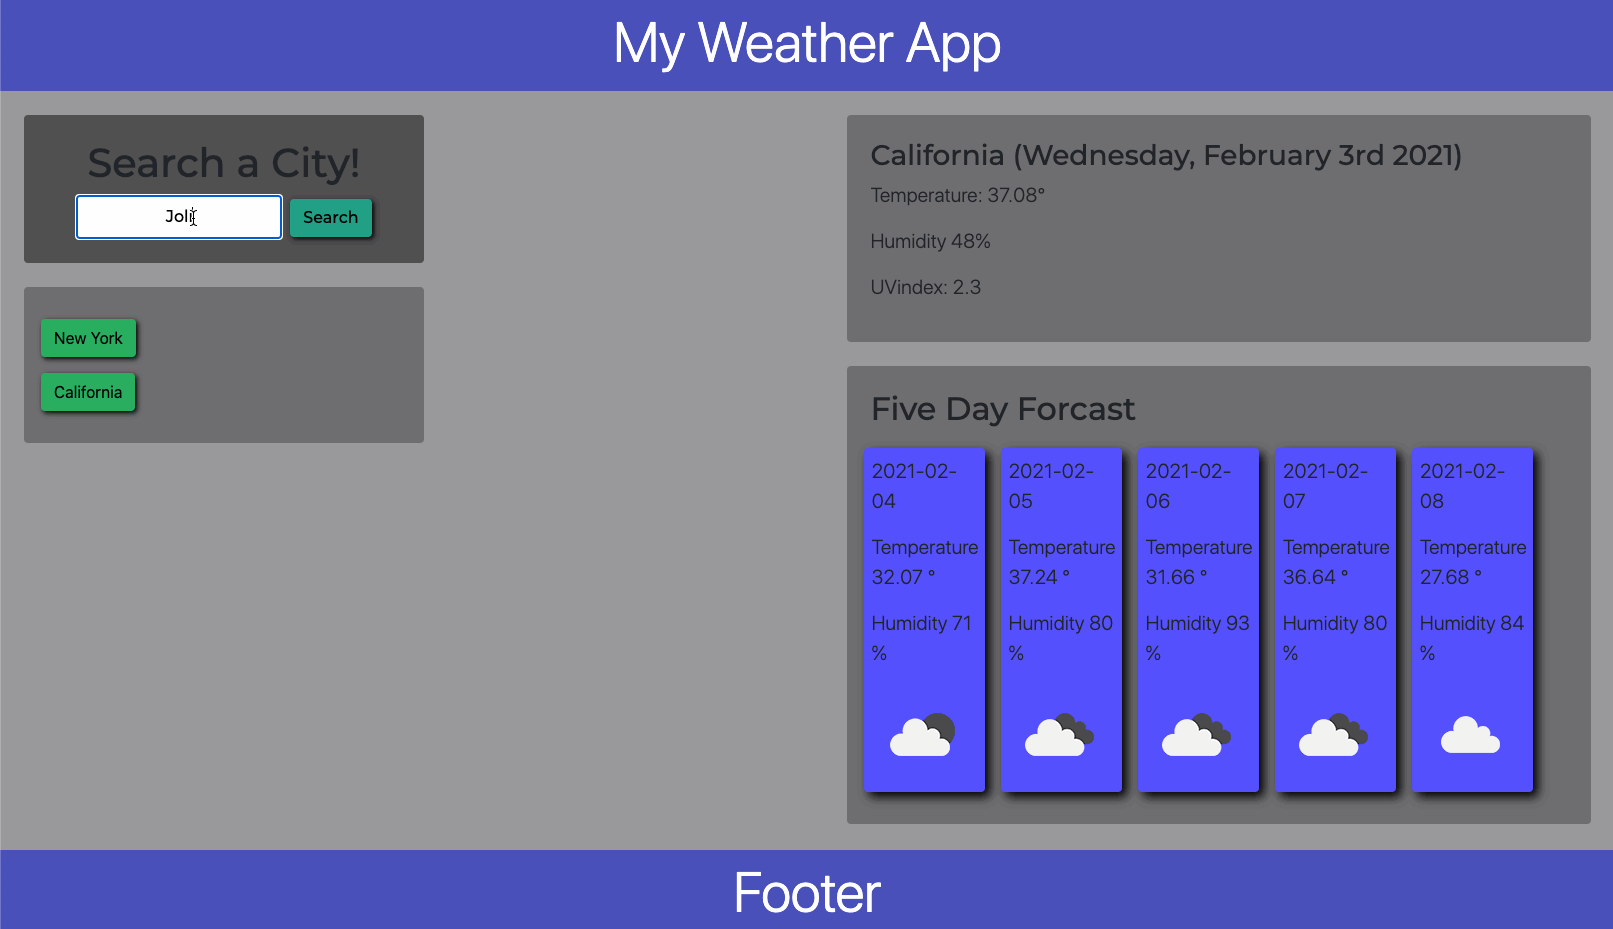 My Weather App
Search a City!
Joli
Search
New York
California
California (Wednesday, February 3rd 2021)
Temperature: 37.08°
Humidity 48%
UVindex: 2.3
Five Day Forcast
2021-02-
04
Temperature
32.07 °
Humidity 71
%
2021-02-
05
Temperature
37.24 °
Humidity 80
%
2021-02-
06
Temperature
31.66 °
Humidity 93
%
2021-02-
07
Temperature
36.64 °
Humidity 80
%
2021-02-
08
Temperature
27.68 °
Humidity 84
%
Footer